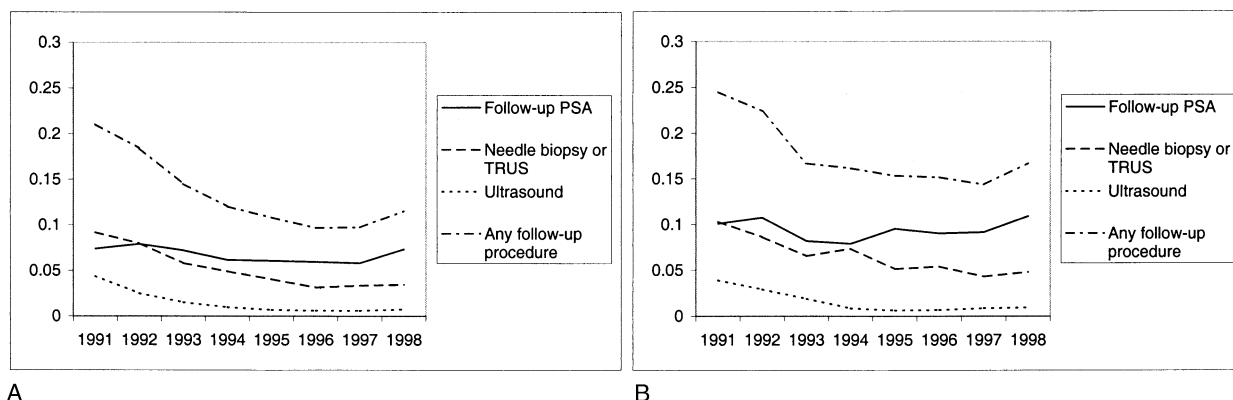 0.3
0.25
0.2
0.15
0.1
0.05
0
1991 1992 1993 1994 1995 1996 1997 1998
Follow-up PSA
Needle biopsy or
TRUS
Ultrasound
Any follow-up
procedure
A
0.3
0.25
0.2
0.15
0.1
0.05
0
1991 1992 1993 1994 1995 1996 1997 1998
Follow-up PSA
Needle biopsy or
TRUS
Ultrasound
Any follow-up
procedure
B